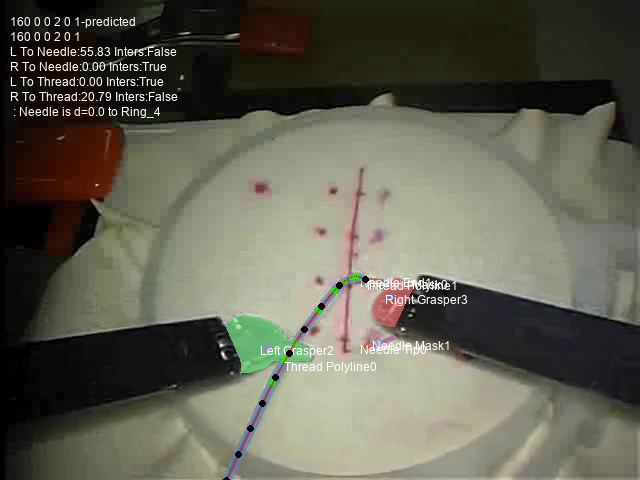 160 0 0 2 0 1-predicted
160 0 0 2 0 1
L To Needle:55.83 Inters:False
R To Needle:0.00 Inters:True
L To Thread:0.00 Inters:True
R To Thread:20.79 Inters:False
: Needle is d=0.0 to Ring_4
Right Grasper3
Needle Mask1
Left Grasper2
Needle Tip0
Thread Polyline0